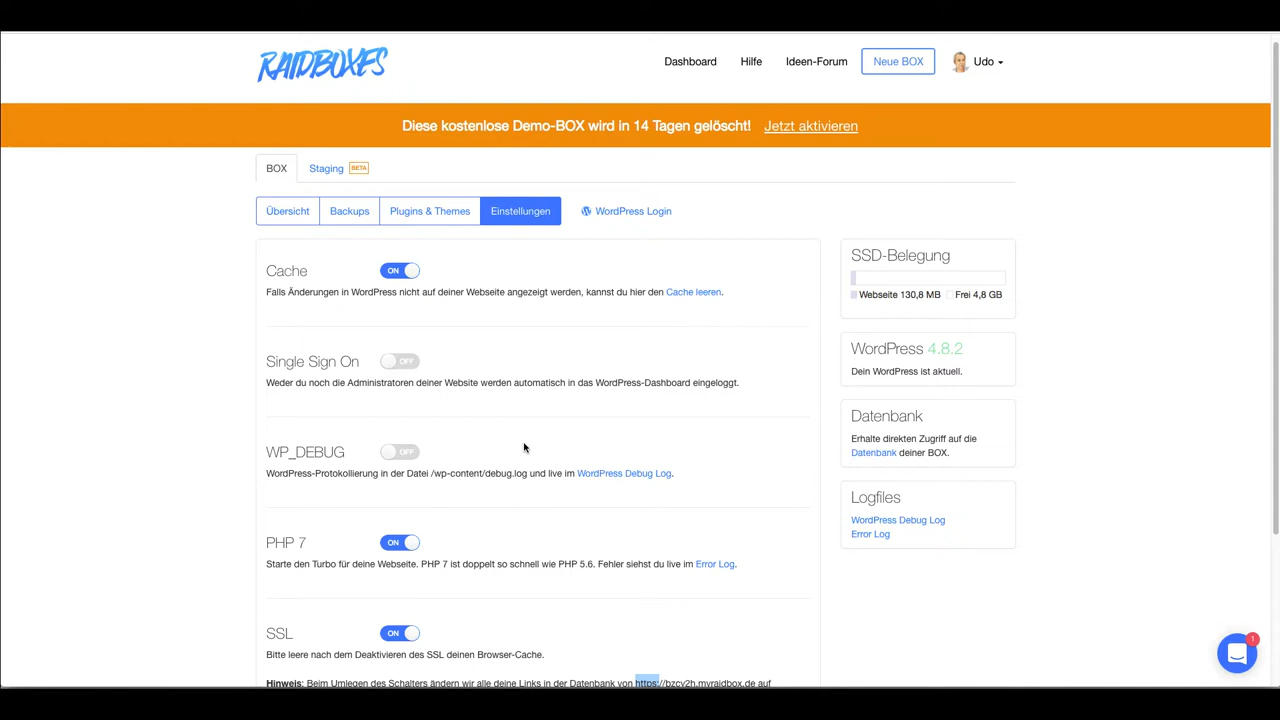 RAIDBOXES
Dashboard Hilfe Ideen-Forum Neue BOX Udo
Diese kostenlose Demo-BOX wird in 14 Tagen gelöscht! Jetzt aktivieren
BOX Staging BETA
Übersicht Backups Plugins & Themes Einstellungen WordPress Login
Cache ON
Falls Änderungen in WordPress nicht auf deiner Webseite angezeigt werden, kannst du hier den Cache leeren.
Single Sign On OFF
Weder du noch die Administratoren deiner Website werden automatisch in das WordPress-Dashboard eingeloggt.
WP_DEBUG OFF
WordPress-Protokollierung in der Datei /wp-content/debug.log und live im WordPress Debug Log.
PHP 7 ON
Starte den Turbo für deine Webseite. PHP 7 ist doppelt so schnell wie PHP 5.6. Fehler siehst du live im Error Log.
SSL ON
Bitte leere nach dem Deaktivieren des SSL deinen Browser-Cache.
Hinweis: Beim Umlegen des Schalters ändern wir alle deine Links in der Datenbank von https://bzcy2h.myraidbox.de auf
SSD-Belegung
Webseite 130,8 MB Frei 4,8 GB
WordPress 4.8.2
Dein WordPress ist aktuell.
Datenbank
Erhalte direkten Zugriff auf die
Datenbank deiner BOX.
Logfiles
WordPress Debug Log
Error Log
1